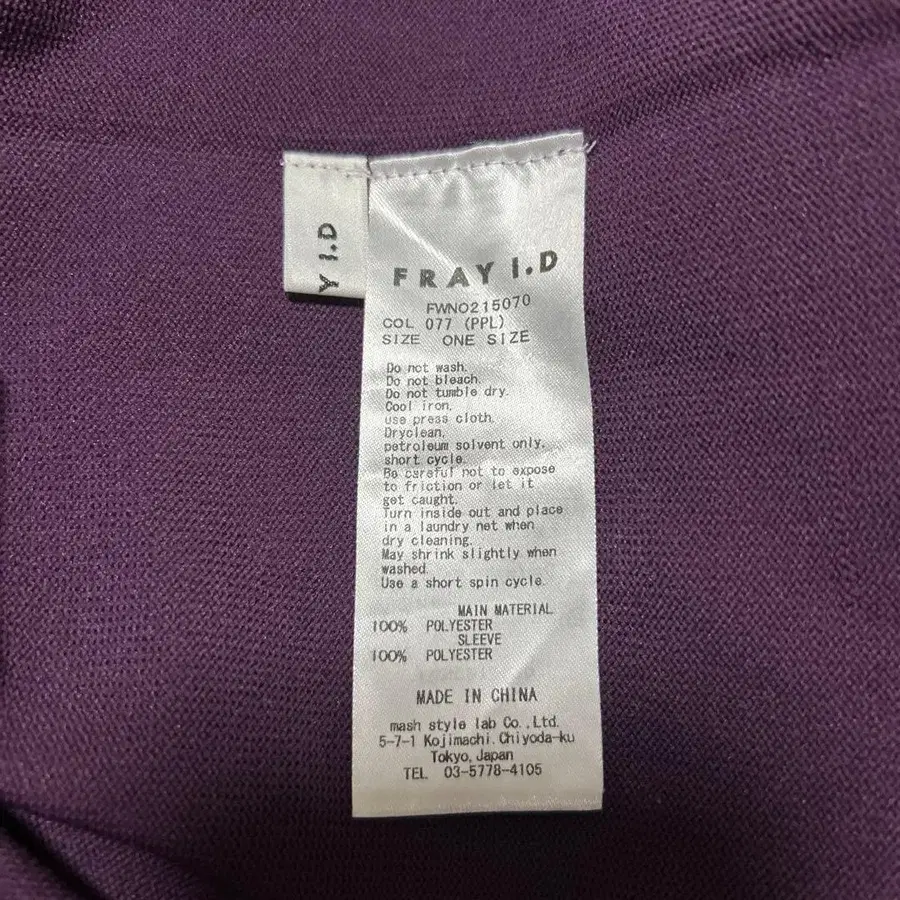 Y I.D
FRAY I.D
FWNO215070
COL 077 (PPL)
SIZE ONE SIZE
Do not wash.
Do not bleach.
Do not tumble dry.
Cool iron.
use press cloth.
Dryclean,
petroleum solvent only.
short cycle.
Be careful not to expose
to friction or let it
get caught.
Turn inside out and place
in a laundry net when
dry cleaning.
May shrink slightly when
washed.
Use a short spin cycle.
MAIN MATERIAL
100% POLYESTER
SLEEVE
100% POLYESTER
MADE IN CHINA
mash style lab Co.,Ltd.
5-7-1 Kojimachi.Chiyoda-ku
Tokyo,Japan
TEL 03-5778-4105